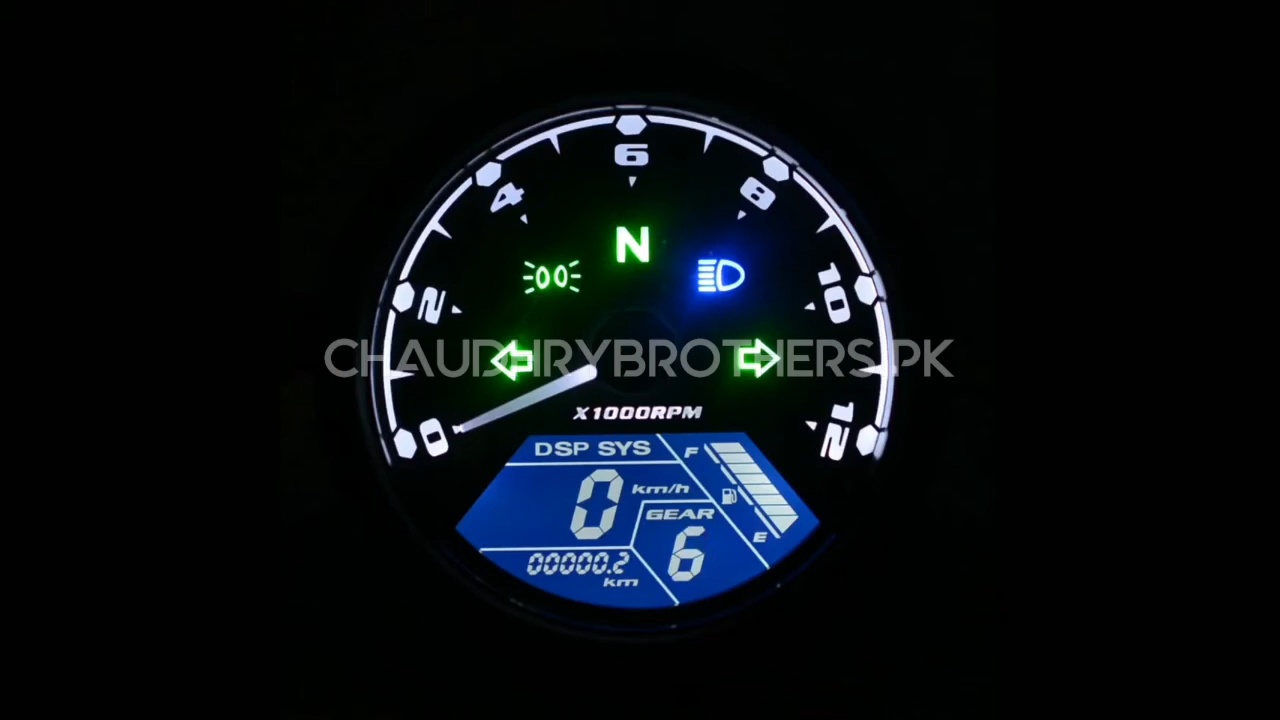 6
4
8
N
2
10
CHAUDHRYBROTHERS.PK
X1000RPM
0
12
DSP SYS
F
0 km/h
GEAR
6
E
00000.2
km